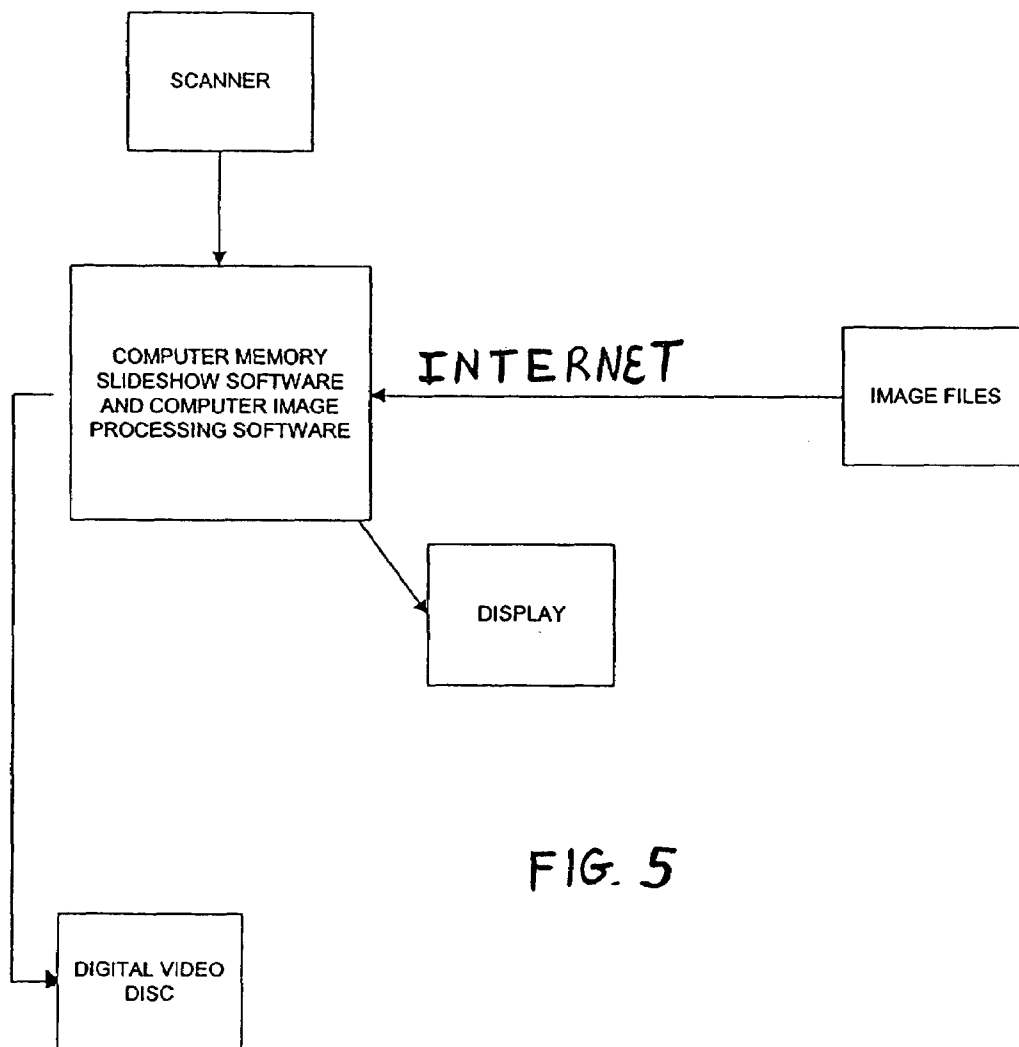 SCANNER
COMPUTER MEMORY
SLIDESHOW SOFTWARE
AND COMPUTER IMAGE
PROCESSING SOFTWARE
INTERNET
IMAGE FILES
DISPLAY
FIG. 5
DIGITAL VIDEO
DISC